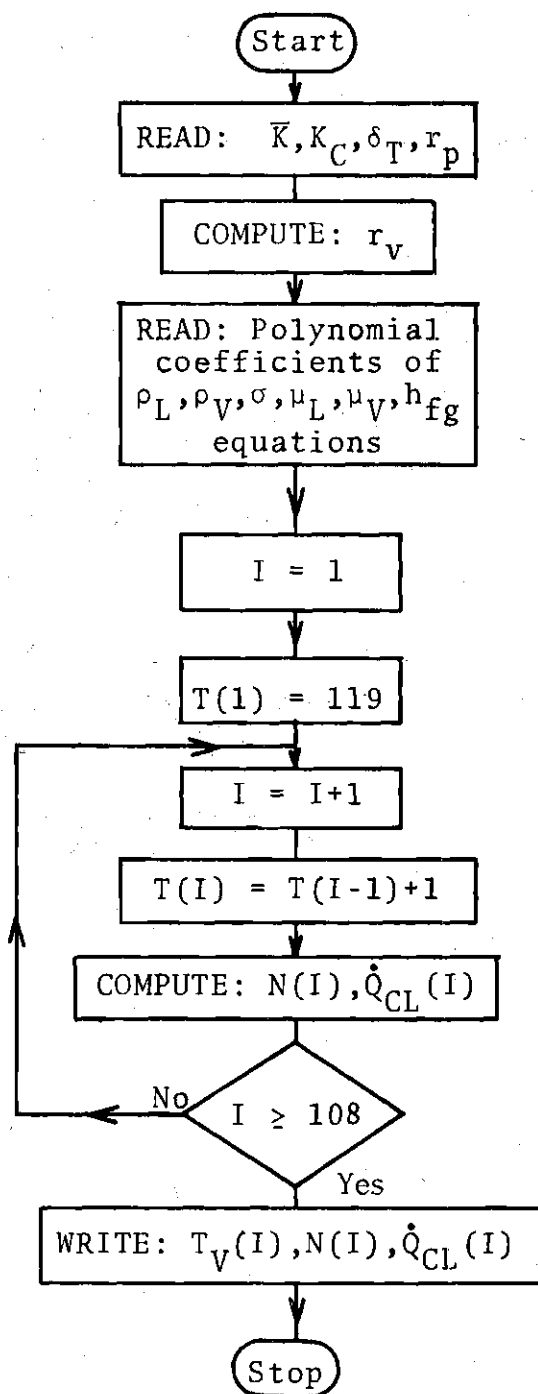 Start
READ: K̅,K_C,δ_T,r_p
COMPUTE: r_v
READ: Polynomial
coefficients of
ρ_L,ρ_V,σ,μ_L,μ_V,h_fg
equations
I = 1
T(1) = 119
I = I+1
T(I) = T(I-1)+1
COMPUTE: N(I),Q̇_CL(I)
No
I ≥ 108
Yes
WRITE: T_V(I),N(I),Q̇_CL(I)
Stop